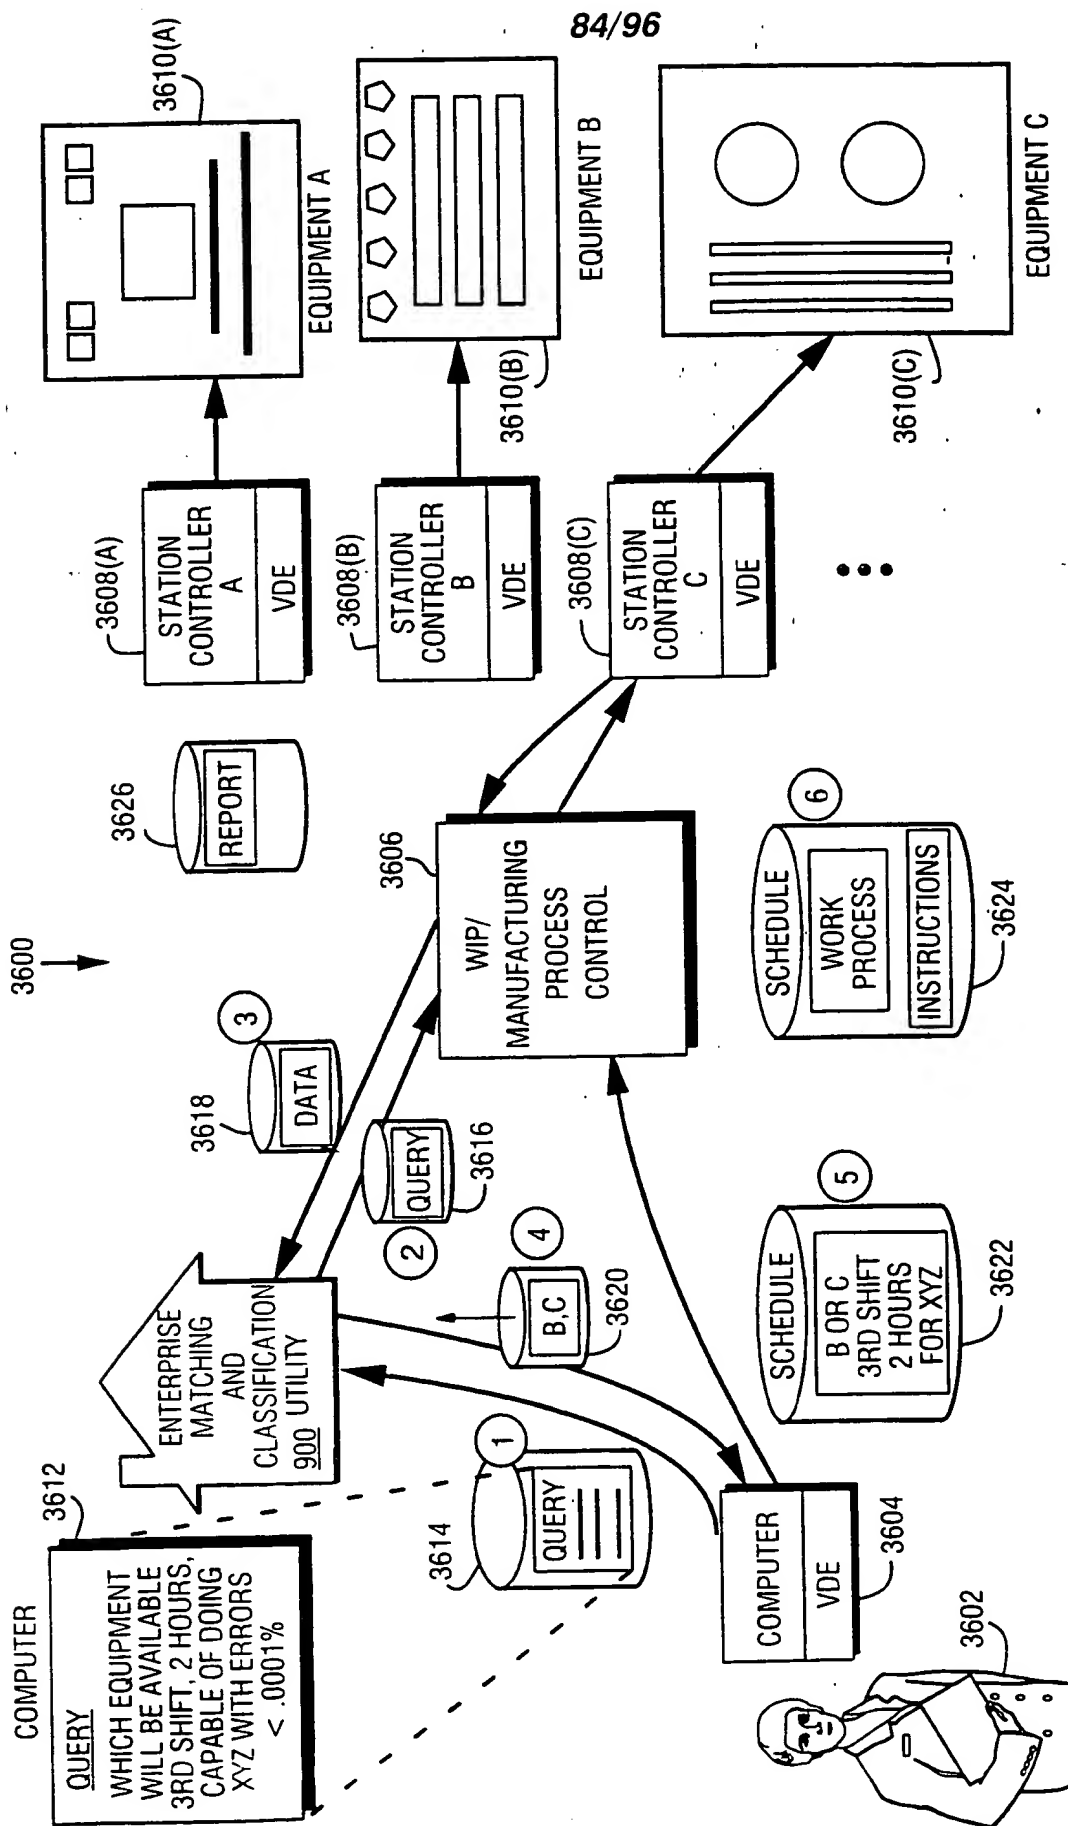 84/96
3600
COMPUTER
3612
QUERY
WHICH EQUIPMENT
WILL BE AVAILABLE
3RD SHIFT, 2 HOURS,
CAPABLE OF DOING
XYZ WITH ERRORS
< .0001%
ENTERPRISE
MATCHING
AND
CLASSIFICATION
900 UTILITY
3618
DATA
3
QUERY
3616
2
3614
QUERY
1
B,C
3620
4
3602
COMPUTER
VDE
3604
3606
WIP/
MANUFACTURING
PROCESS
CONTROL
3626
REPORT
SCHEDULE
B OR C
3RD SHIFT
2 HOURS
FOR XYZ
3622
5
SCHEDULE
WORK
PROCESS
INSTRUCTIONS
3624
6
3608(A)
STATION
CONTROLLER
A
VDE
3608(B)
STATION
CONTROLLER
B
VDE
3608(C)
STATION
CONTROLLER
C
VDE
3610(A)
EQUIPMENT A
3610(B)
EQUIPMENT B
3610(C)
EQUIPMENT C